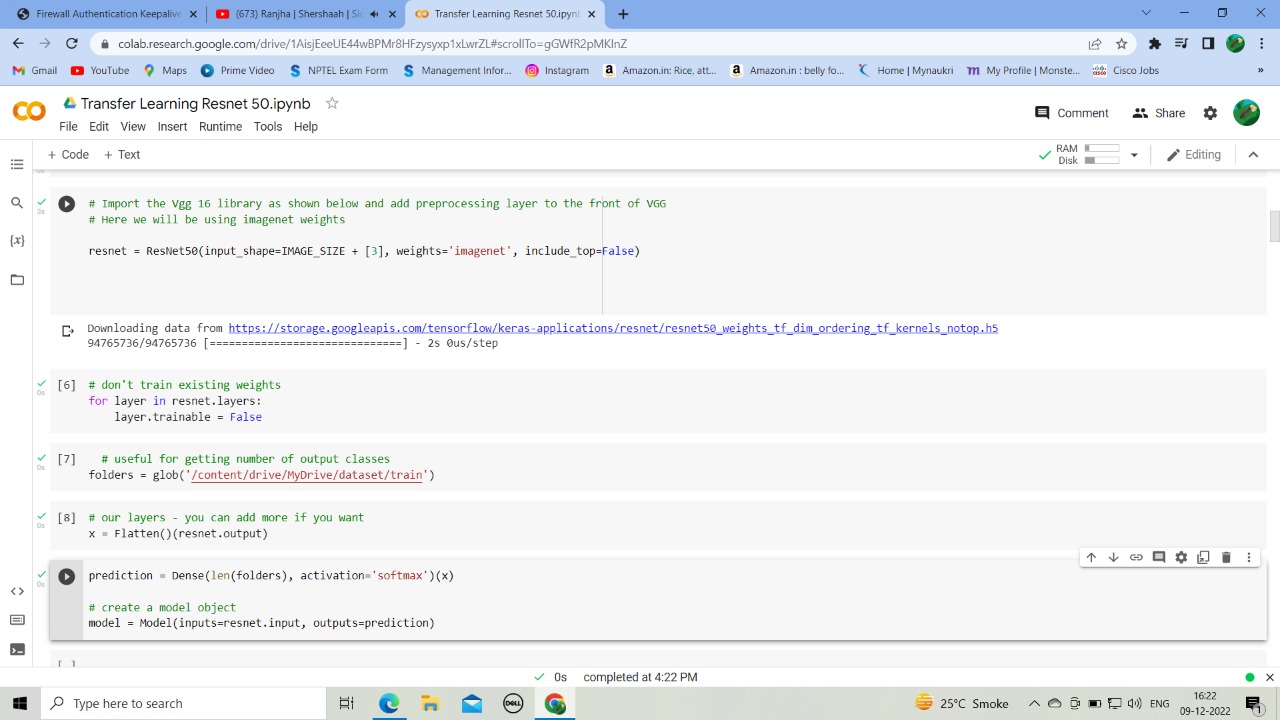 Firewall Authentication Keepalive
(673) Ranjha | Shershaah | Si
Transfer Learning Resnet 50.ipyn
colab.research.google.com/drive/1AisjEeeUE44wBPMr8HFzysyxp1xLwrZL#scrollTo=gGWfR2pMKInZ
Gmail
YouTube
Maps
Prime Video
NPTEL Exam Form
Management Infor...
Instagram
Amazon.in: Rice, att...
Amazon.in : belly fo...
Home | Mynaukri
My Profile | Monste...
Cisco Jobs
»
Transfer Learning Resnet 50.ipynb
Comment
Share
File Edit View Insert Runtime Tools Help
+ Code + Text
RAM
Disk
Editing
# Import the Vgg 16 library as shown below and add preprocessing layer to the front of VGG
3s
# Here we will be using imagenet weights
{x}
resnet = ResNet50(input_shape=IMAGE_SIZE + [3], weights='imagenet', include_top=False)
Downloading data from https://storage.googleapis.com/tensorflow/keras-applications/resnet/resnet50_weights_tf_dim_ordering_tf_kernels_notop.h5
94765736/94765736 [==============================] - 2s 0us/step
[6] # don't train existing weights
0s
for layer in resnet.layers:
layer.trainable = False
[7] # useful for getting number of output classes
0s
folders = glob('/content/drive/MyDrive/dataset/train')
[8] # our layers - you can add more if you want
0s
x = Flatten()(resnet.output)
prediction = Dense(len(folders), activation='softmax')(x)
0s
# create a model object
model = Model(inputs=resnet.input, outputs=prediction)
[ ]
0s completed at 4:22 PM
Type here to search
DELL
25°C Smoke
ENG
16:22
09-12-2022
1